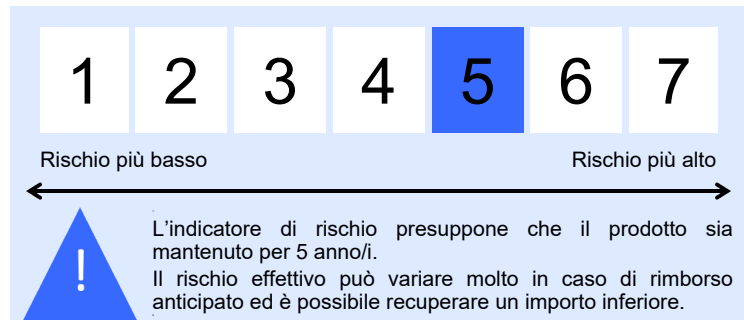 1 2 3 4 5 6 7
Rischio più basso Rischio più alto
!
L'indicatore di rischio presuppone che il prodotto sia
mantenuto per 5 anno/i.
Il rischio effettivo può variare molto in caso di rimborso
anticipato ed è possibile recuperare un importo inferiore.